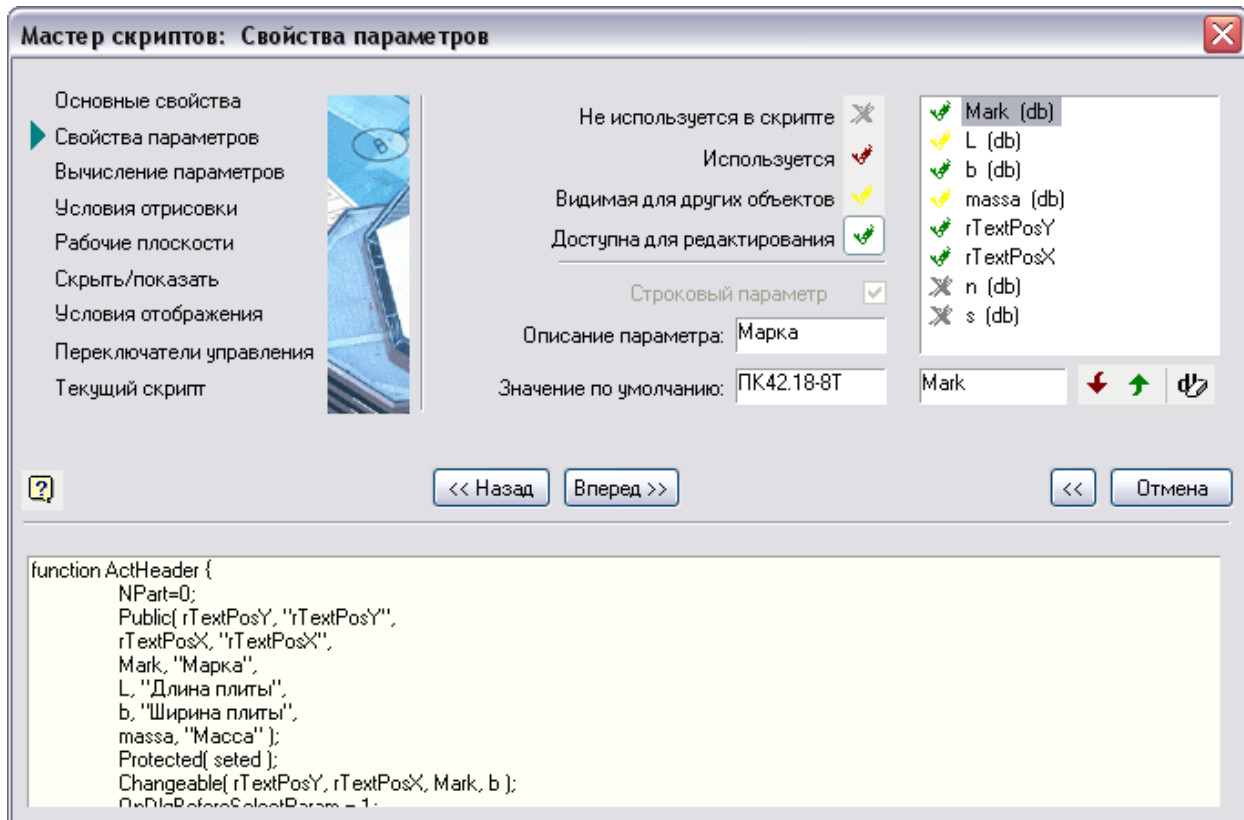 Мастер скриптов: Свойства параметров
Основные свойства
Свойства параметров
Вычисление параметров
Условия отрисовки
Рабочие плоскости
Скрыть/показать
Условия отображения
Переключатели управления
Текущий скрипт
Не используется в скрипте
Используется
Видимая для других объектов
Доступна для редактирования
Строковый параметр
Описание параметра: Марка
Значение по умолчанию: ПК42.18-8Т
Mark (db)
L (db)
b (db)
massa (db)
rTextPosY
rTextPosX
n (db)
s (db)
Mark
<< Назад
Вперед >>
<<
Отмена
function ActHeader {
NPart=0;
Public( rTextPosY, "rTextPosY",
rTextPosX, "rTextPosX",
Mark, "Марка",
L, "Длина плиты",
b, "Ширина плиты",
massa, "Масса" );
Protected( seted );
Changeable( rTextPosY, rTextPosX, Mark, b );
OnDlgBeforeSelectParam = 1;